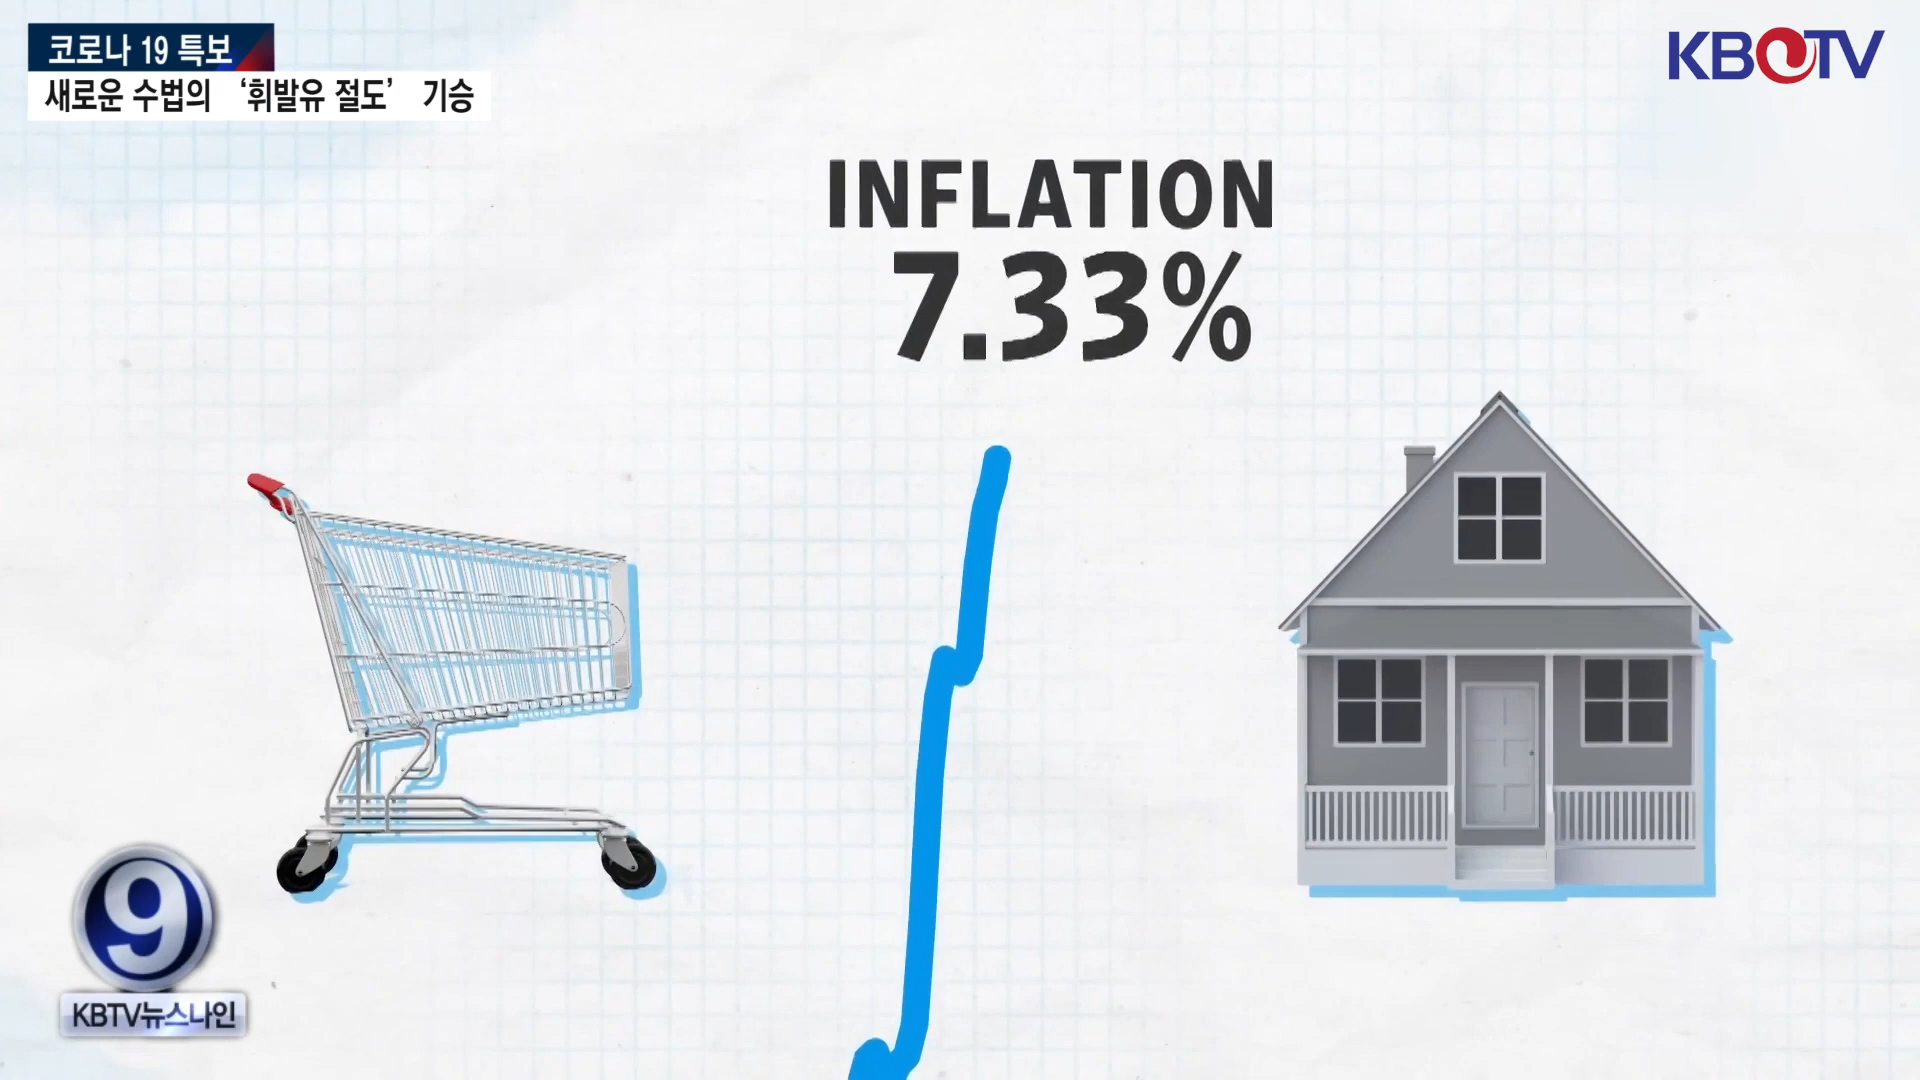 코로나 19 특보
새로운 수법의 ‘휘발유 절도’ 기승
KBTV
INFLATION
7.33%
9
KBTV뉴스나인